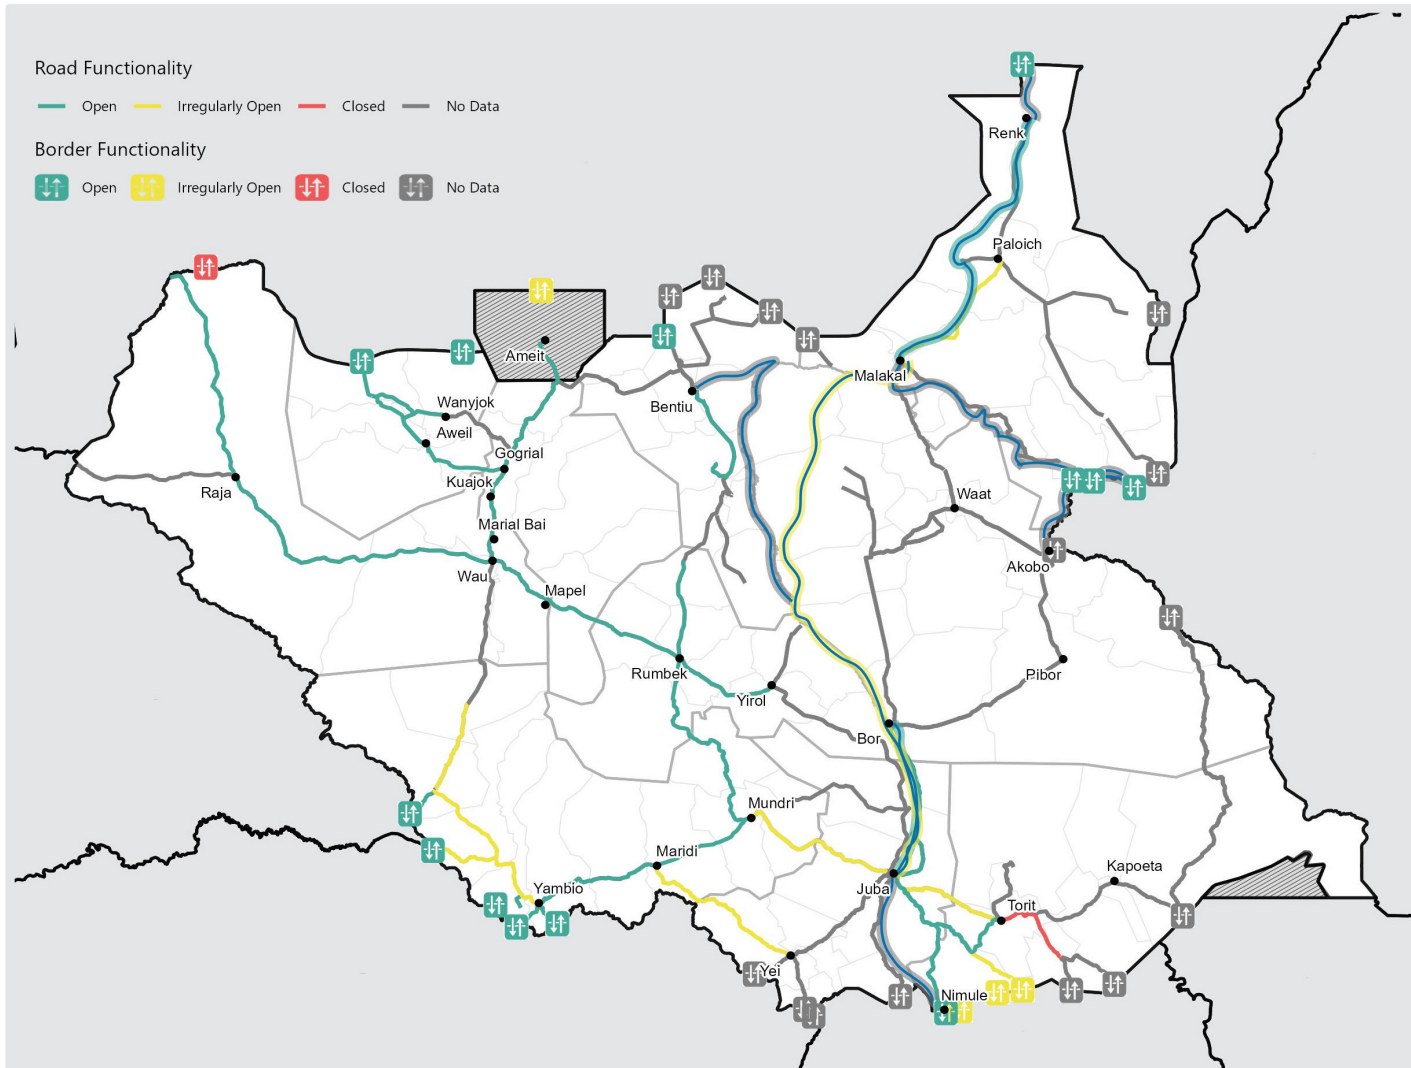 Road Functionality
Open Irregularly Open Closed No Data
Border Functionality
Open Irregularly Open Closed No Data
Renk
Paloich
Ameit
Malakal
Bentiu
Wanyjok
Aweil
Gogrial
Kuajok
Raja
Waat
Marial Bai
Wau
Akobo
Mapel
Rumbek
Pibor
Yirol
Bor
Mundri
Maridi
Kapoeta
Yambio
Juba
Torit
Yei
Nimule